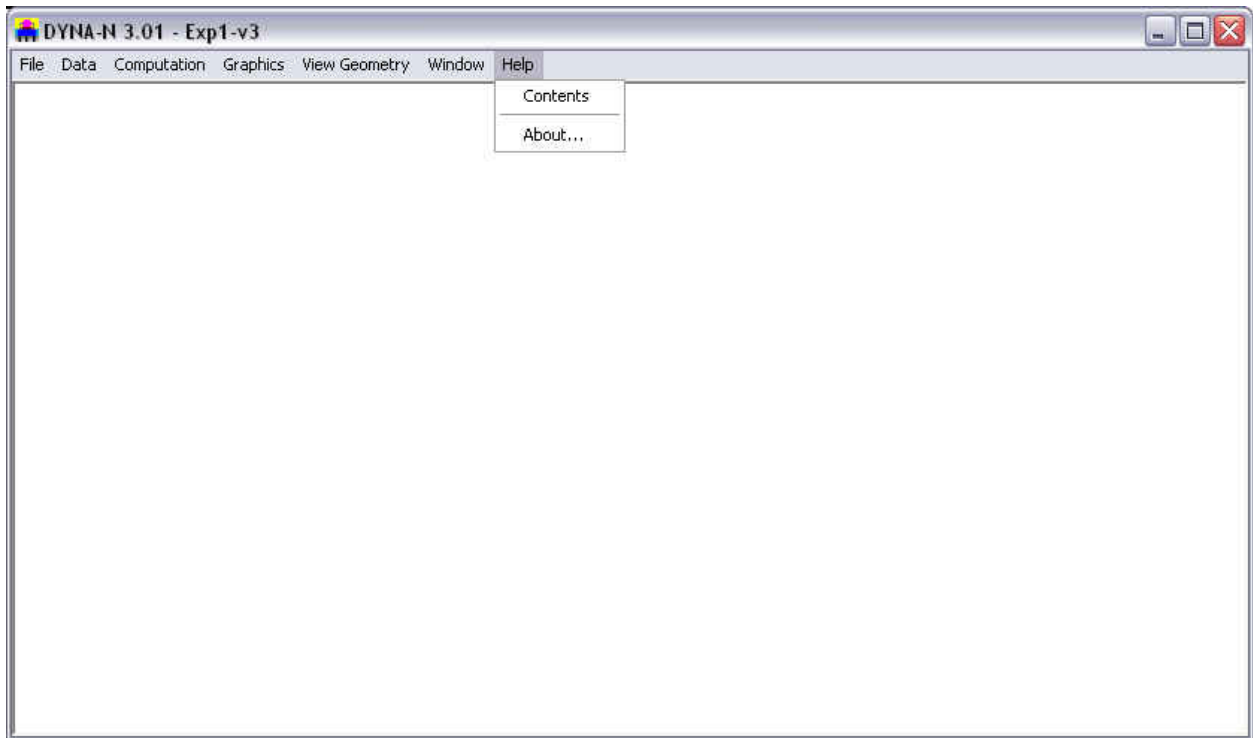 DYNA-N 3.01 - Exp1-v3
File Data Computation Graphics View Geometry Window Help
Contents
About...